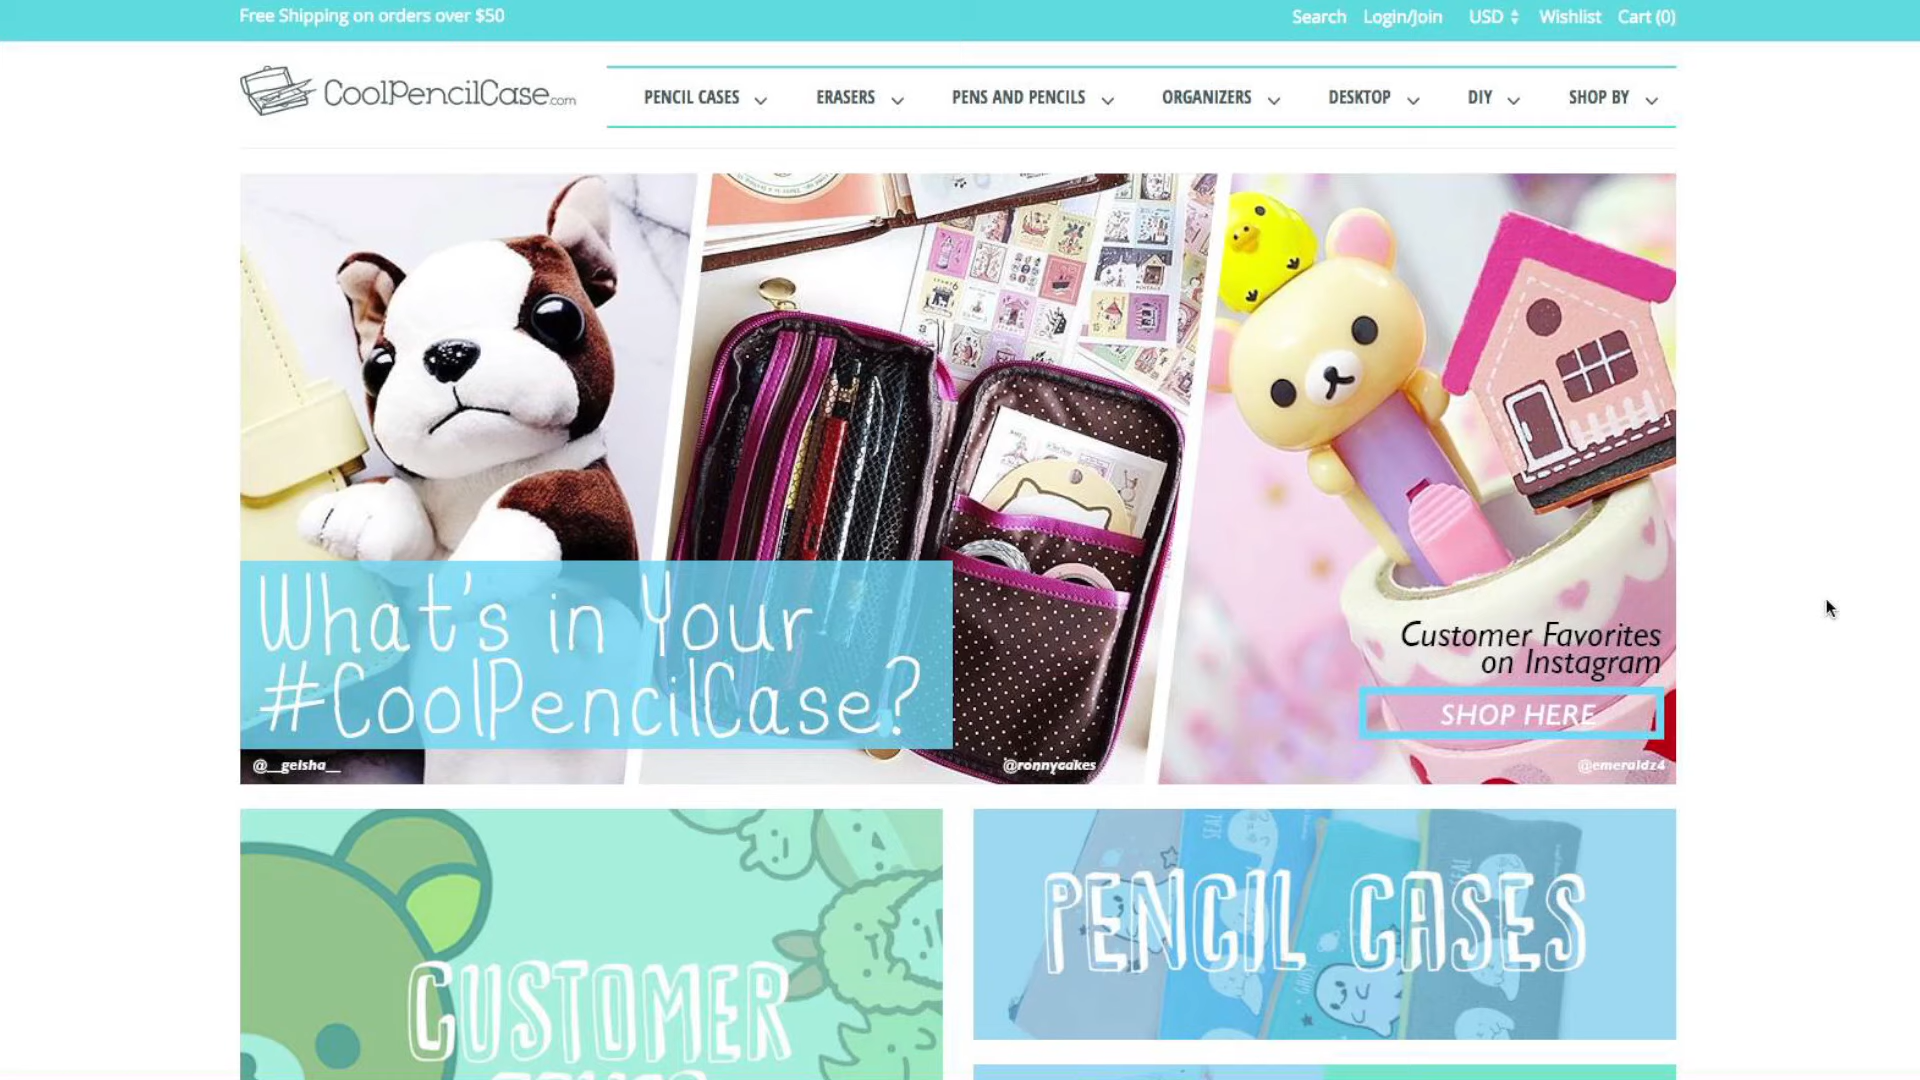 Free Shipping on orders over $50
Search Login/Join USD Wishlist Cart (0)
CoolPencilCase.com
PENCIL CASES ERASERS PENS AND PENCILS ORGANIZERS DESKTOP DIY SHOP BY
What's in Your
#CoolPencilCase?
Customer Favorites
on Instagram
SHOP HERE
@__geisha__
@ronnycakes
@emeraldz4
PENCIL CASES
CUSTOMER